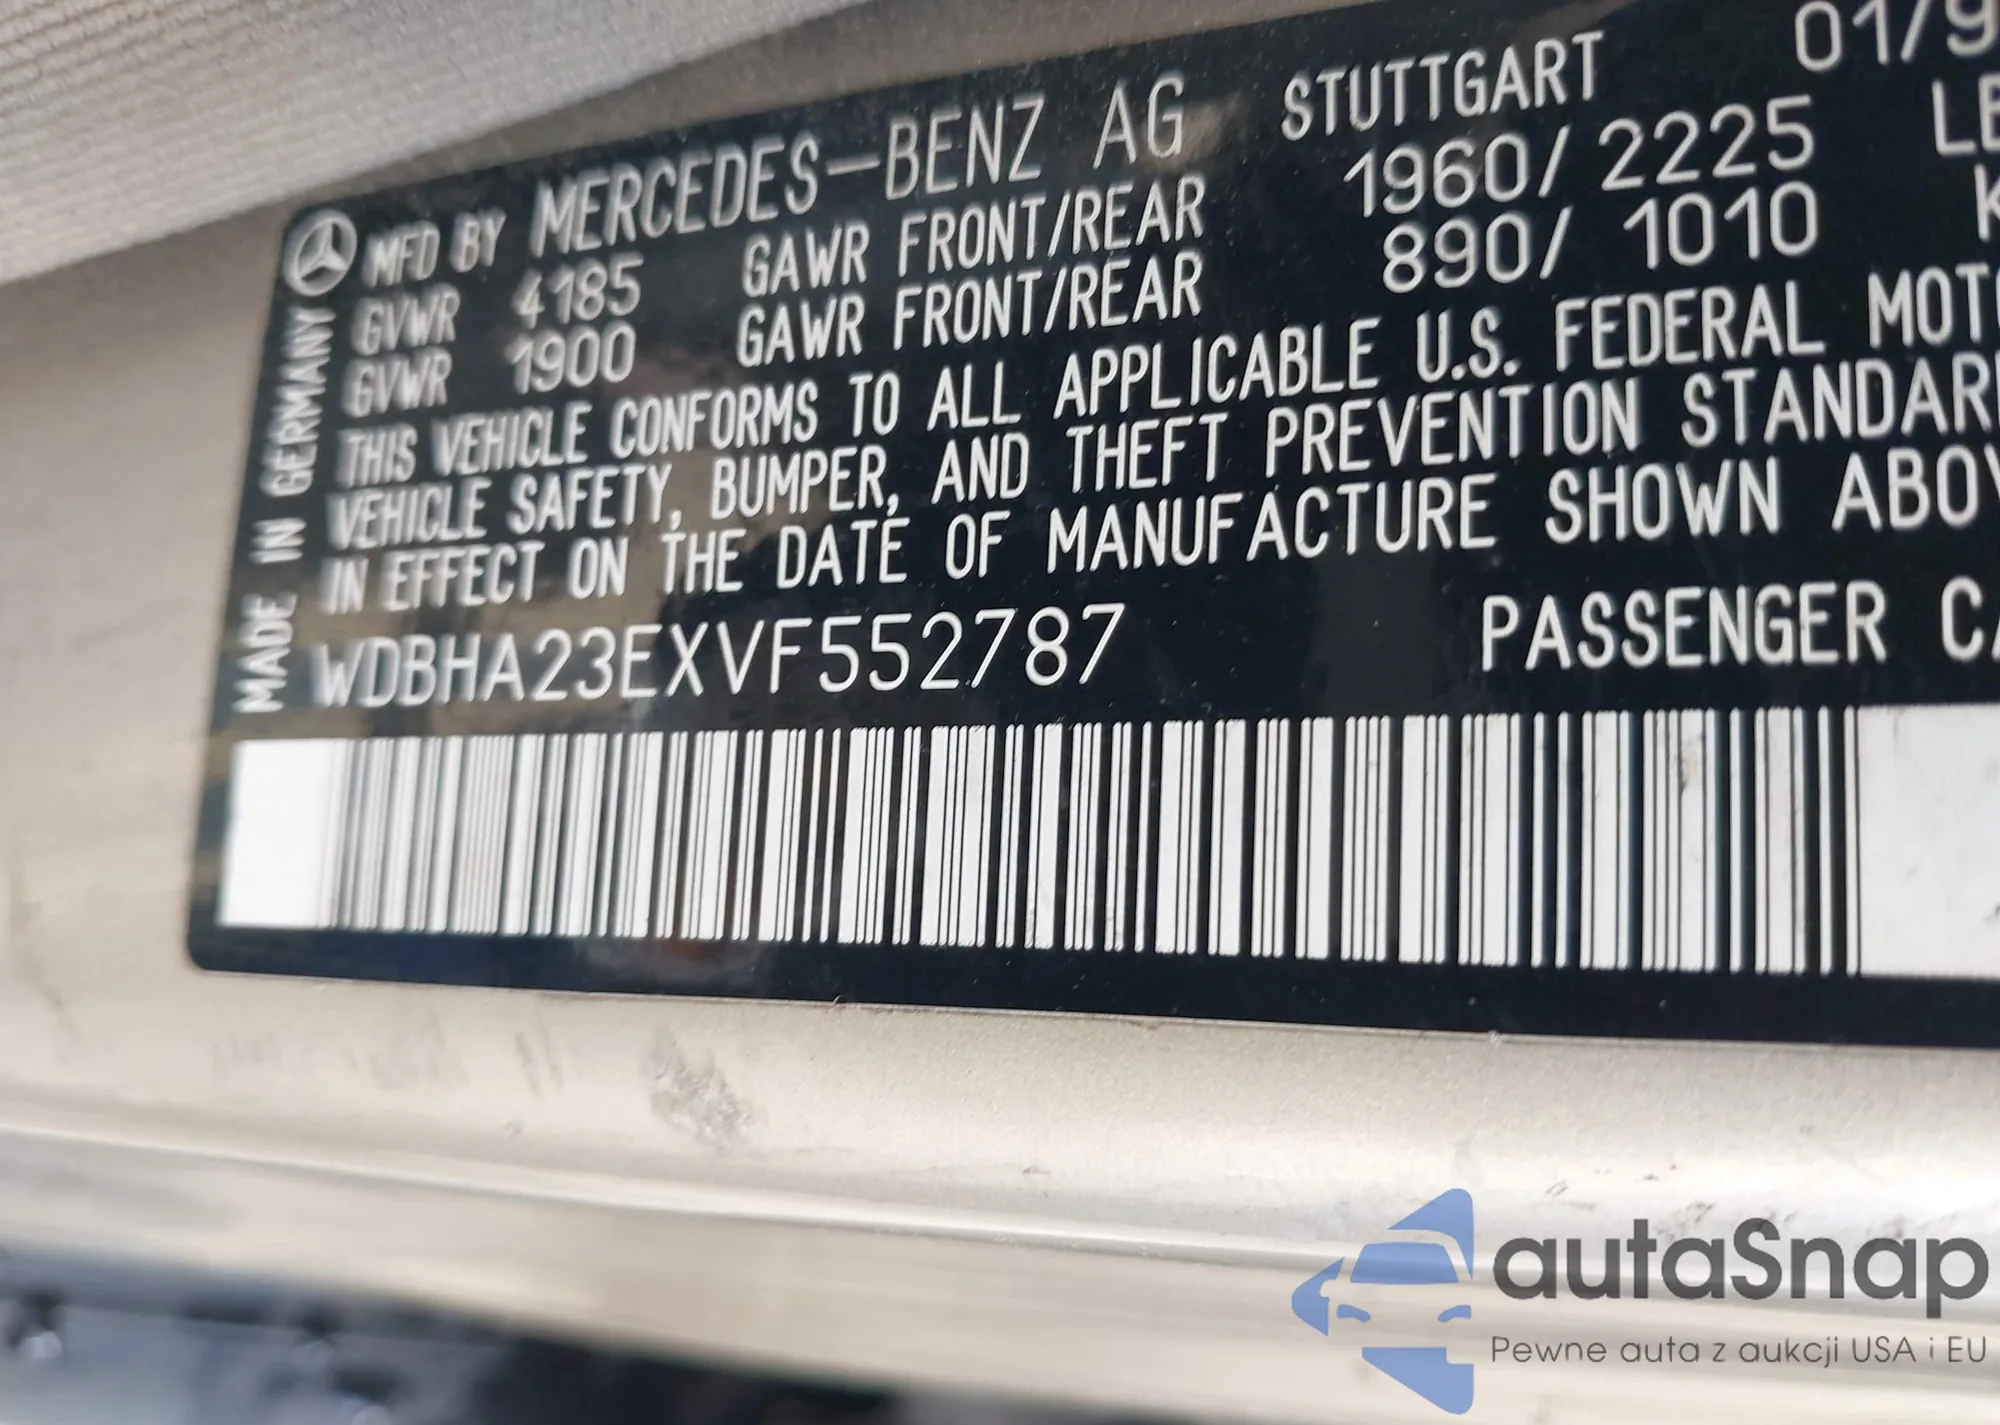 MFD BY MERCEDES-BENZ AG STUTTGART 01/9
GVWR 4185 GAWR FRONT/REAR 1960/2225 LB
GVWR 1900 GAWR FRONT/REAR 890/1010 K
THIS VEHICLE CONFORMS TO ALL APPLICABLE U.S. FEDERAL MOTO
VEHICLE SAFETY, BUMPER, AND THEFT PREVENTION STANDAR
IN EFFECT ON THE DATE OF MANUFACTURE SHOWN ABOV
WDBHA23EXVF552787 PASSENGER CA
MADE IN GERMANY
autaSnap
Pewne auta z aukcji USA i EU